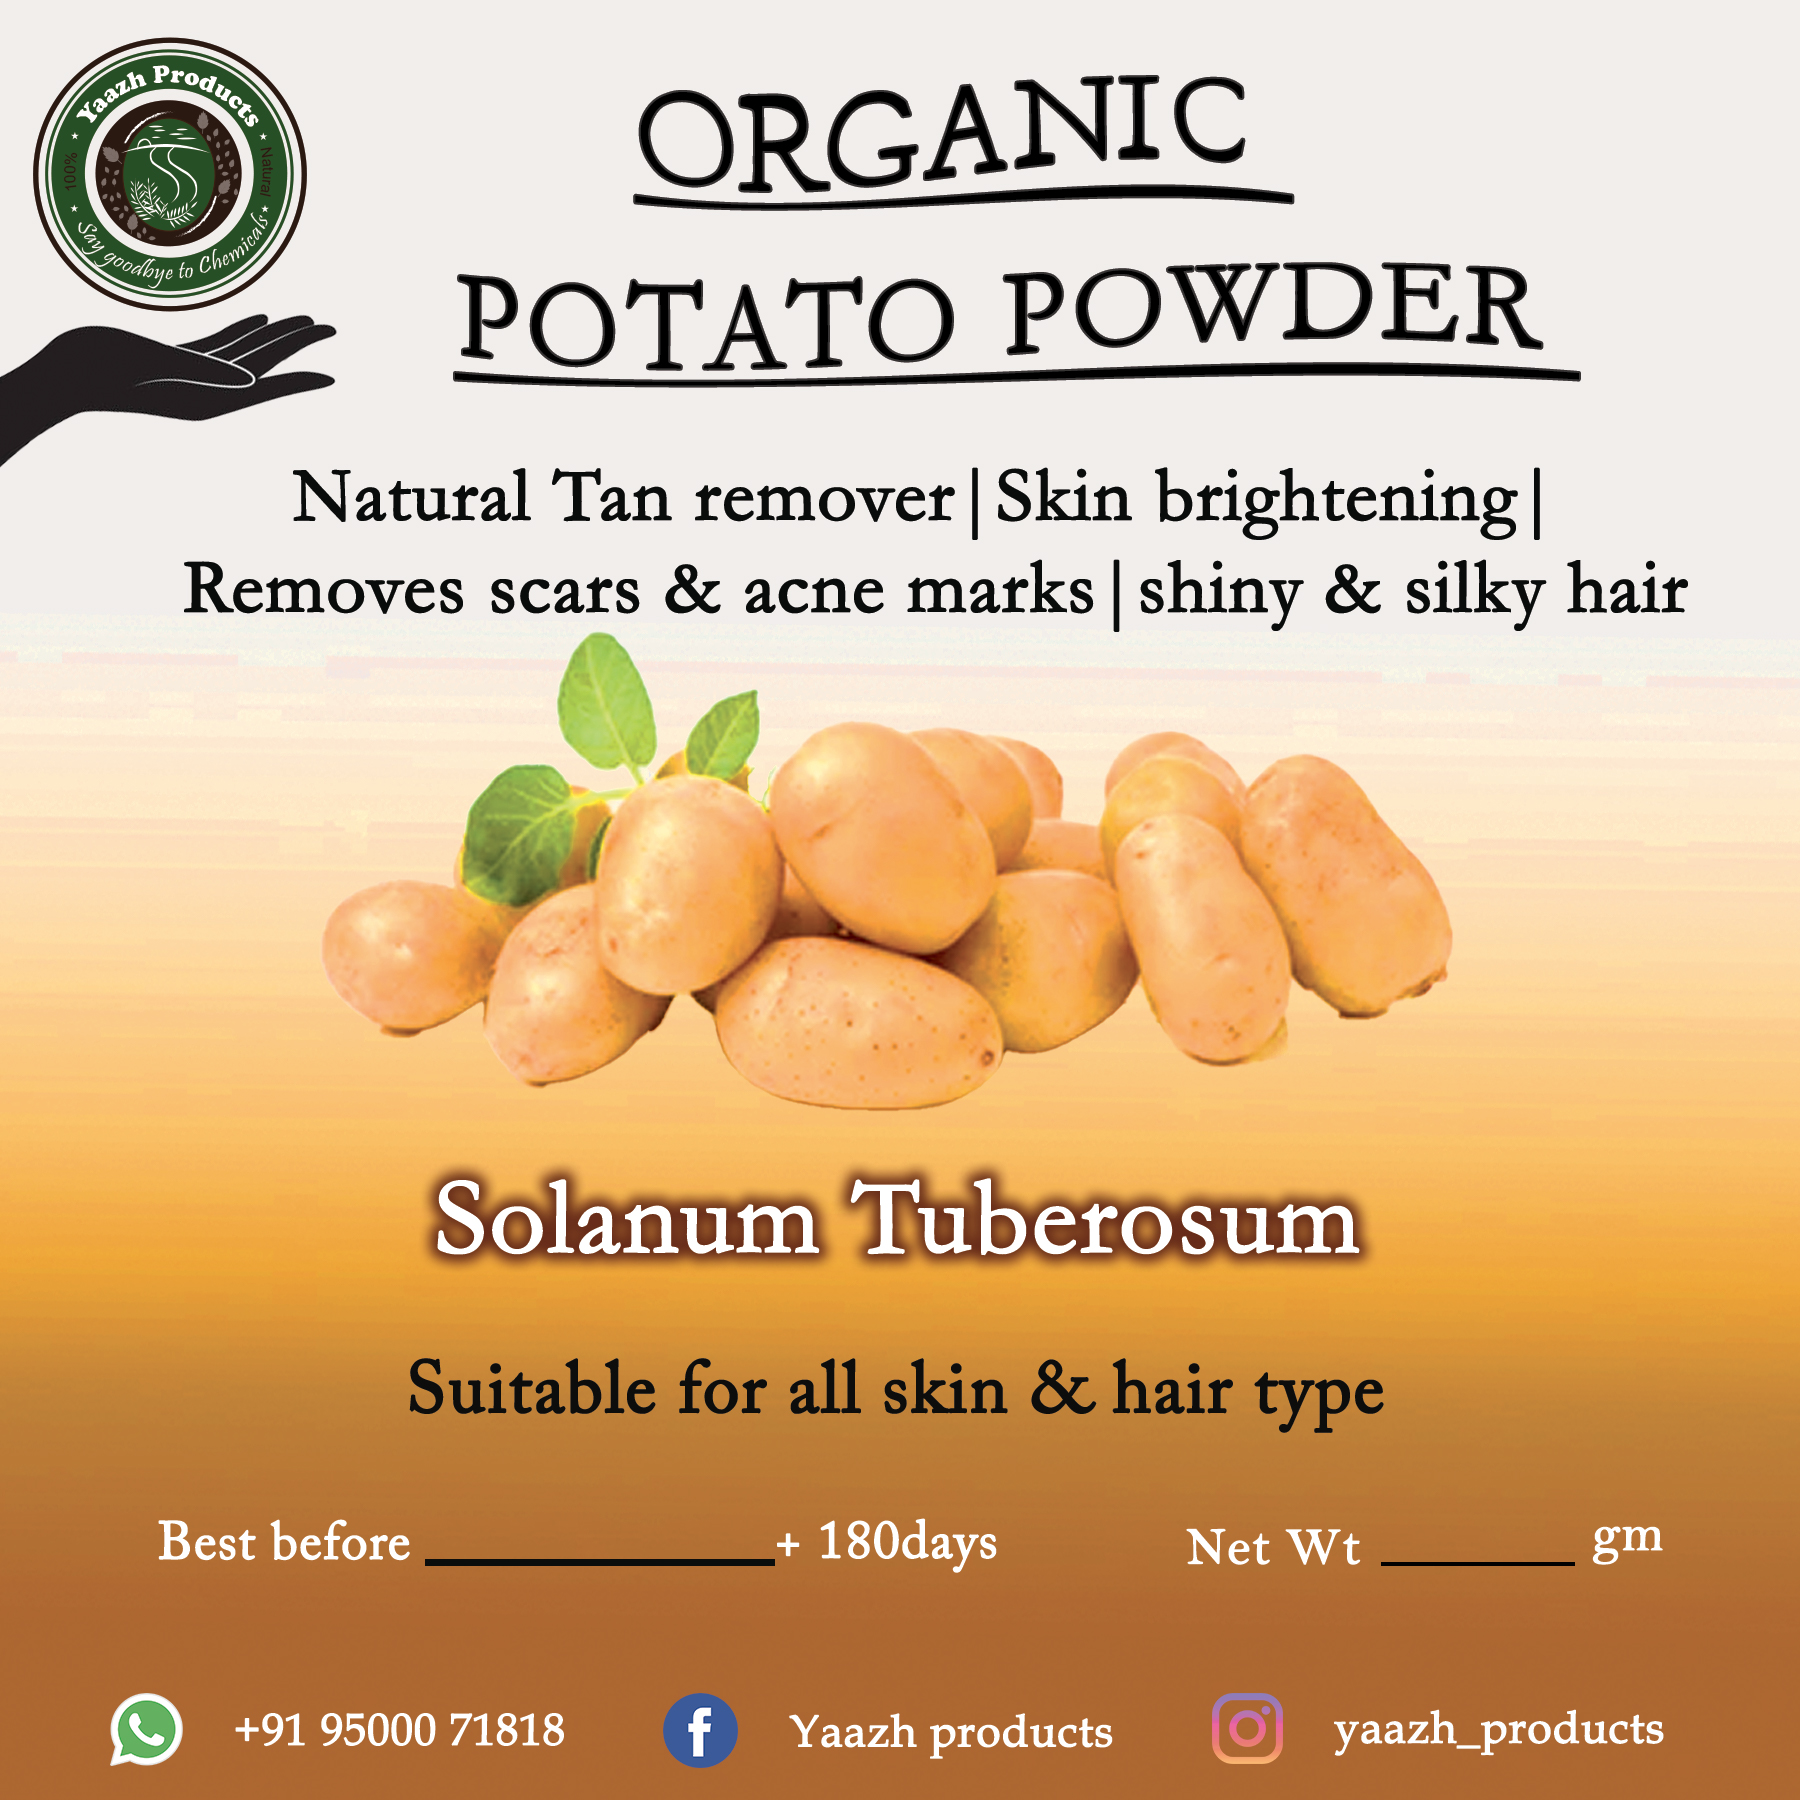 Yaazh Products
100%
Natural
Say goodbye to Chemicals
ORGANIC
POTATO POWDER
Natural Tan remover|Skin brightening|
Removes scars & acne marks|shiny & silky hair
Solanum Tuberosum
Suitable for all skin & hair type
Best before ____________+ 180days
Net Wt _______ gm
+91 95000 71818
Yaazh products
yaazh_products